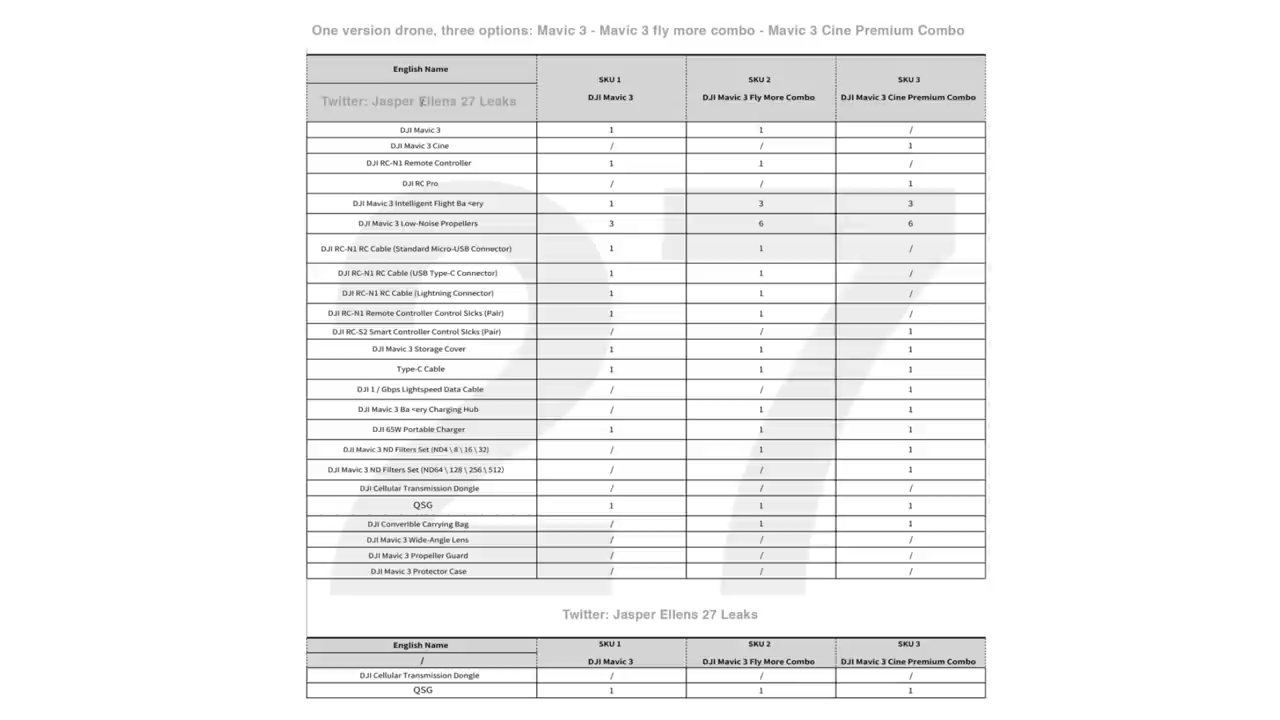 One version drone, three options: Mavic 3 - Mavic 3 fly more combo - Mavic 3 Cine Premium Combo
English Name SKU 1 SKU 2 SKU 3
Twitter: Jasper Ellens 27 Leaks / DJI Mavic 3 DJI Mavic 3 Fly More Combo DJI Mavic 3 Cine Premium Combo
DJI Mavic 3 1 1 /
DJI Mavic 3 Cine / / 1
DJI RC-N1 Remote Controller 1 1 /
DJI RC Pro / / 1
DJI Mavic 3 Intelligent Flight Ba <ery 1 3 3
DJI Mavic 3 Low-Noise Propellers 3 6 6
DJI RC-N1 RC Cable (Standard Micro-USB Connector) 1 1 /
DJI RC-N1 RC Cable (USB Type-C Connector) 1 1 /
DJI RC-N1 RC Cable (Lightning Connector) 1 1 /
DJI RC-N1 Remote Controller Control SIcks (Pair) 1 1 /
DJI RC-S2 Smart Controller Control SIcks (Pair) / / 1
DJI Mavic 3 Storage Cover 1 1 1
Type-C Cable 1 1 1
DJI 1 / Gbps Lightspeed Data Cable / / 1
DJI Mavic 3 Ba <ery Charging Hub / 1 1
DJI 65W Portable Charger 1 1 1
DJI Mavic 3 ND Filters Set (ND4 \ 8 \ 16 \ 32) / 1 1
DJI Mavic 3 ND Filters Set (ND64 \ 128 \ 256 \ 512) / / 1
DJI Cellular Transmission Dongle / / /
QSG 1 1 1
DJI ConverIble Carrying Bag / 1 1
DJI Mavic 3 Wide-Angle Lens / / /
DJI Mavic 3 Propeller Guard / / /
DJI Mavic 3 Protector Case / / /
27
Twitter: Jasper Ellens 27 Leaks
English Name SKU 1 SKU 2 SKU 3
/ DJI Mavic 3 DJI Mavic 3 Fly More Combo DJI Mavic 3 Cine Premium Combo
DJI Cellular Transmission Dongle / / /
QSG 1 1 1